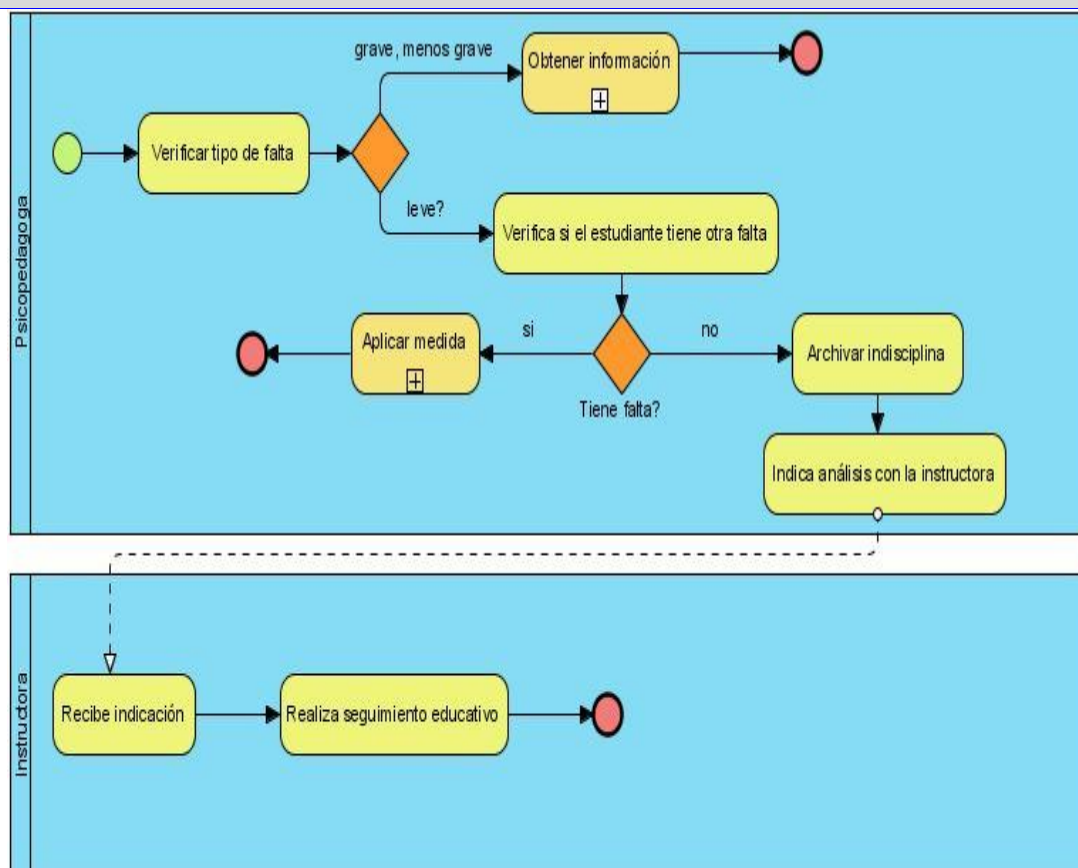 Psicopedagoga
grave, menos grave
Obtener información
Verificar tipo de falta
leve?
Verifica si el estudiante tiene otra falta
Aplicar medida
si
no
Archivar indisciplina
Tiene falta?
Indica análisis con la instructora
Instructora
Recibe indicación
Realiza seguimiento educativo